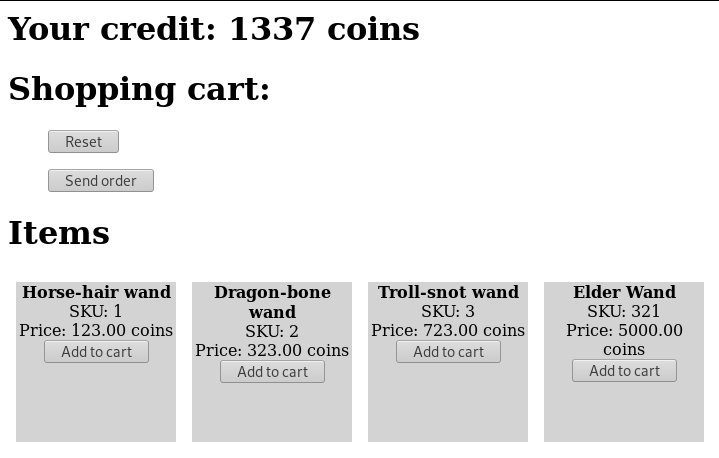 Your credit: 1337 coins
Shopping cart:
Reset
Send order
Items
Horse-hair wand
SKU: 1
Price: 123.00 coins
Add to cart
Dragon-bone
wand
SKU: 2
Price: 323.00 coins
Add to cart
Troll-snot wand
SKU: 3
Price: 723.00 coins
Add to cart
Elder Wand
SKU: 321
Price: 5000.00
coins
Add to cart